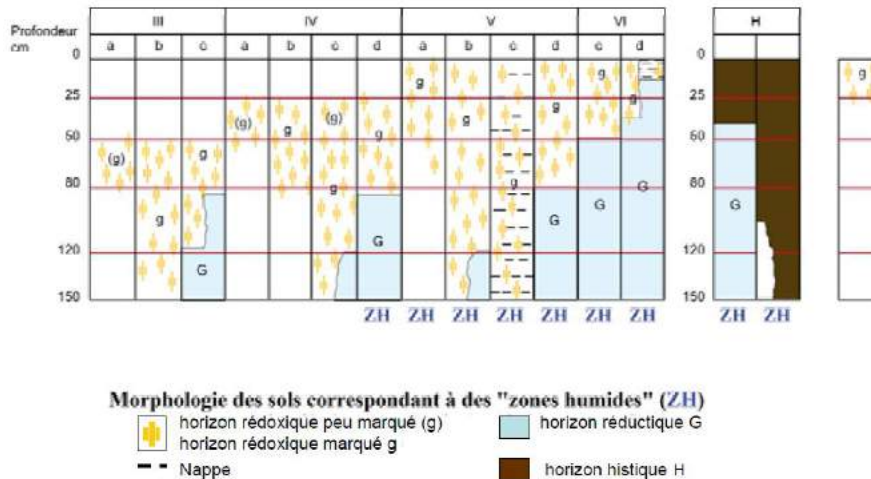 III IV V VI H
Profondeur
cm
a b c a b c d a b c d c d
0 0
g g g g
25 25
(g) g (g) g g g g
50 50
(g) g g
80 80
g g G G G
g G G
120 120
G
150 150
ZH ZH ZH ZH ZH ZH ZH ZH
Morphologie des sols correspondant à des "zones humides" (ZH)
horizon rédoxique peu marqué (g) horizon réductique G
horizon rédoxique marqué g
Nappe horizon histique H